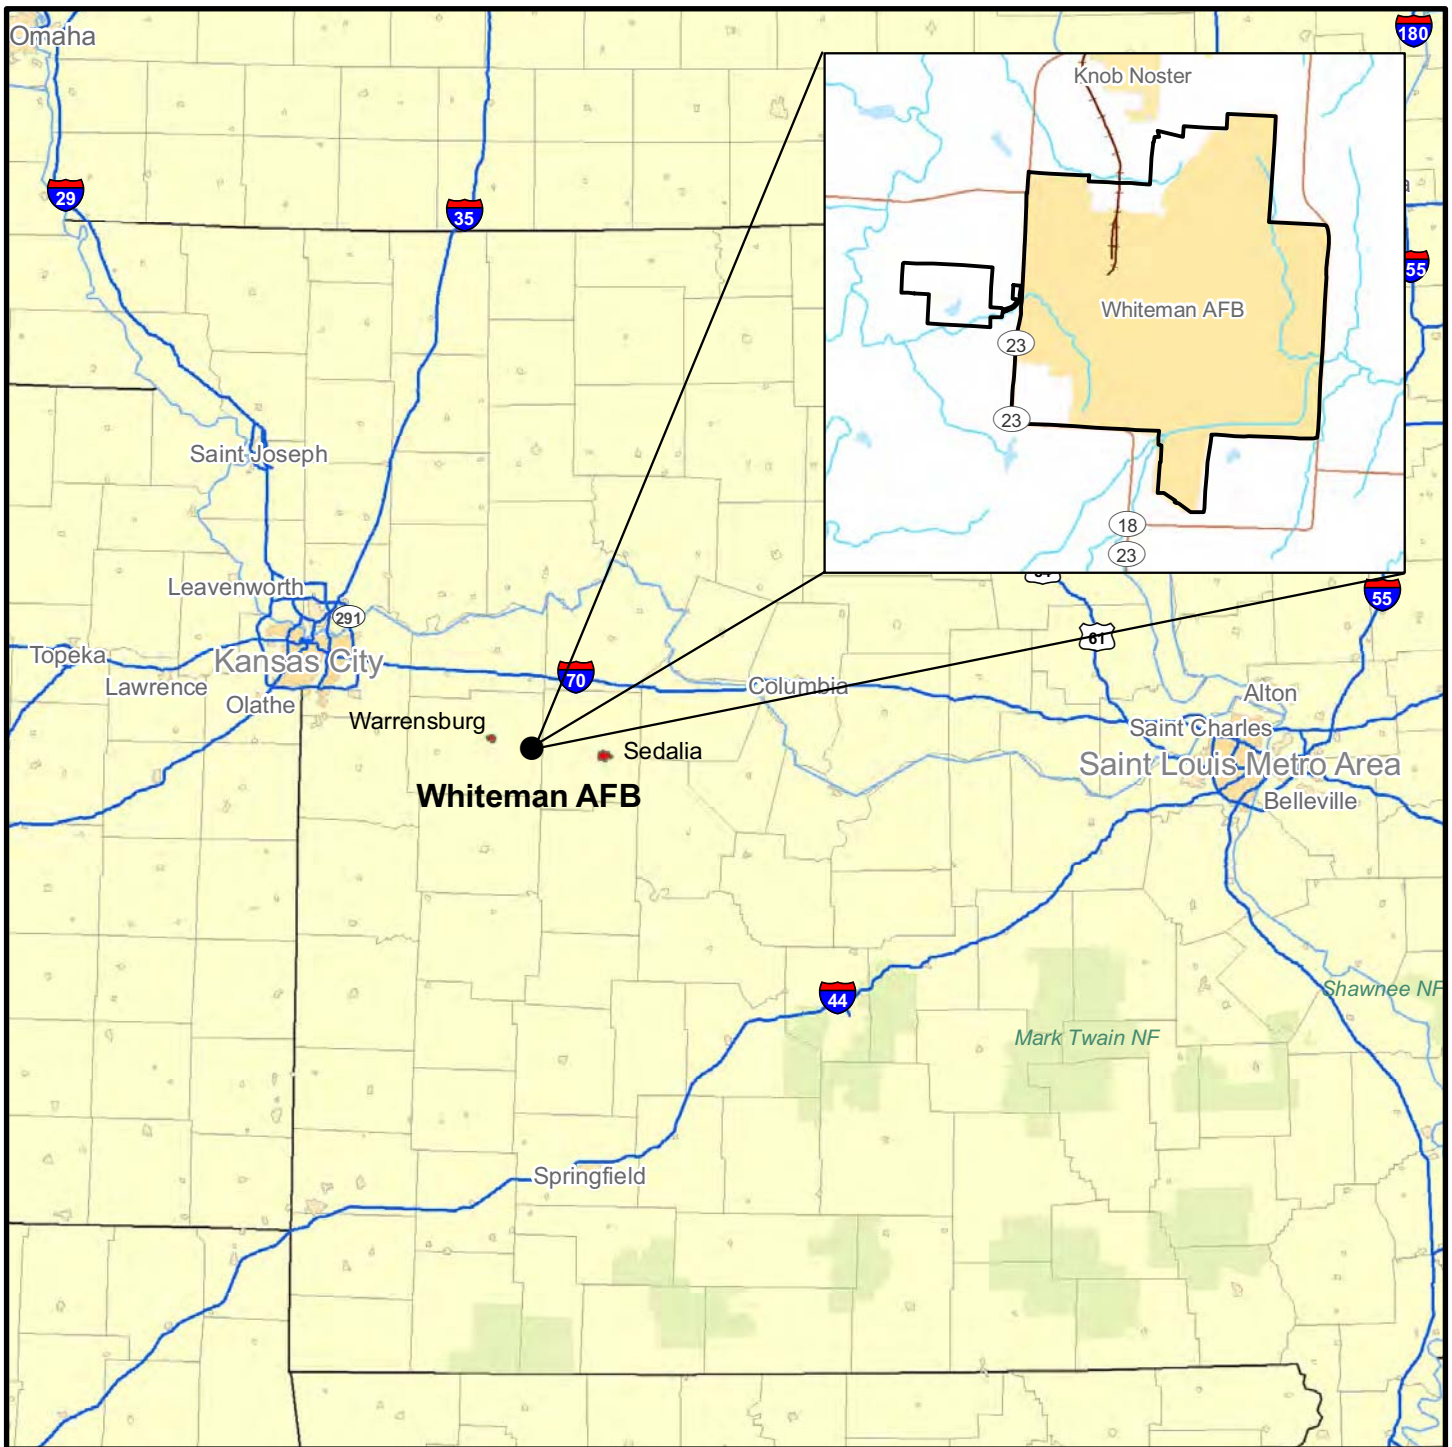 Omaha
180
Knob Noster
29
35
55
Whiteman AFB
23
23
Saint Joseph
18
23
Leavenworth
291
55
61
Topeka
Kansas City
Lawrence
Olathe
70
Columbia
Alton
Warrensburg
Saint Charles
Sedalia
Saint Louis Metro Area
Whiteman AFB
Belleville
44
Shawnee NF
Mark Twain NF
Springfield